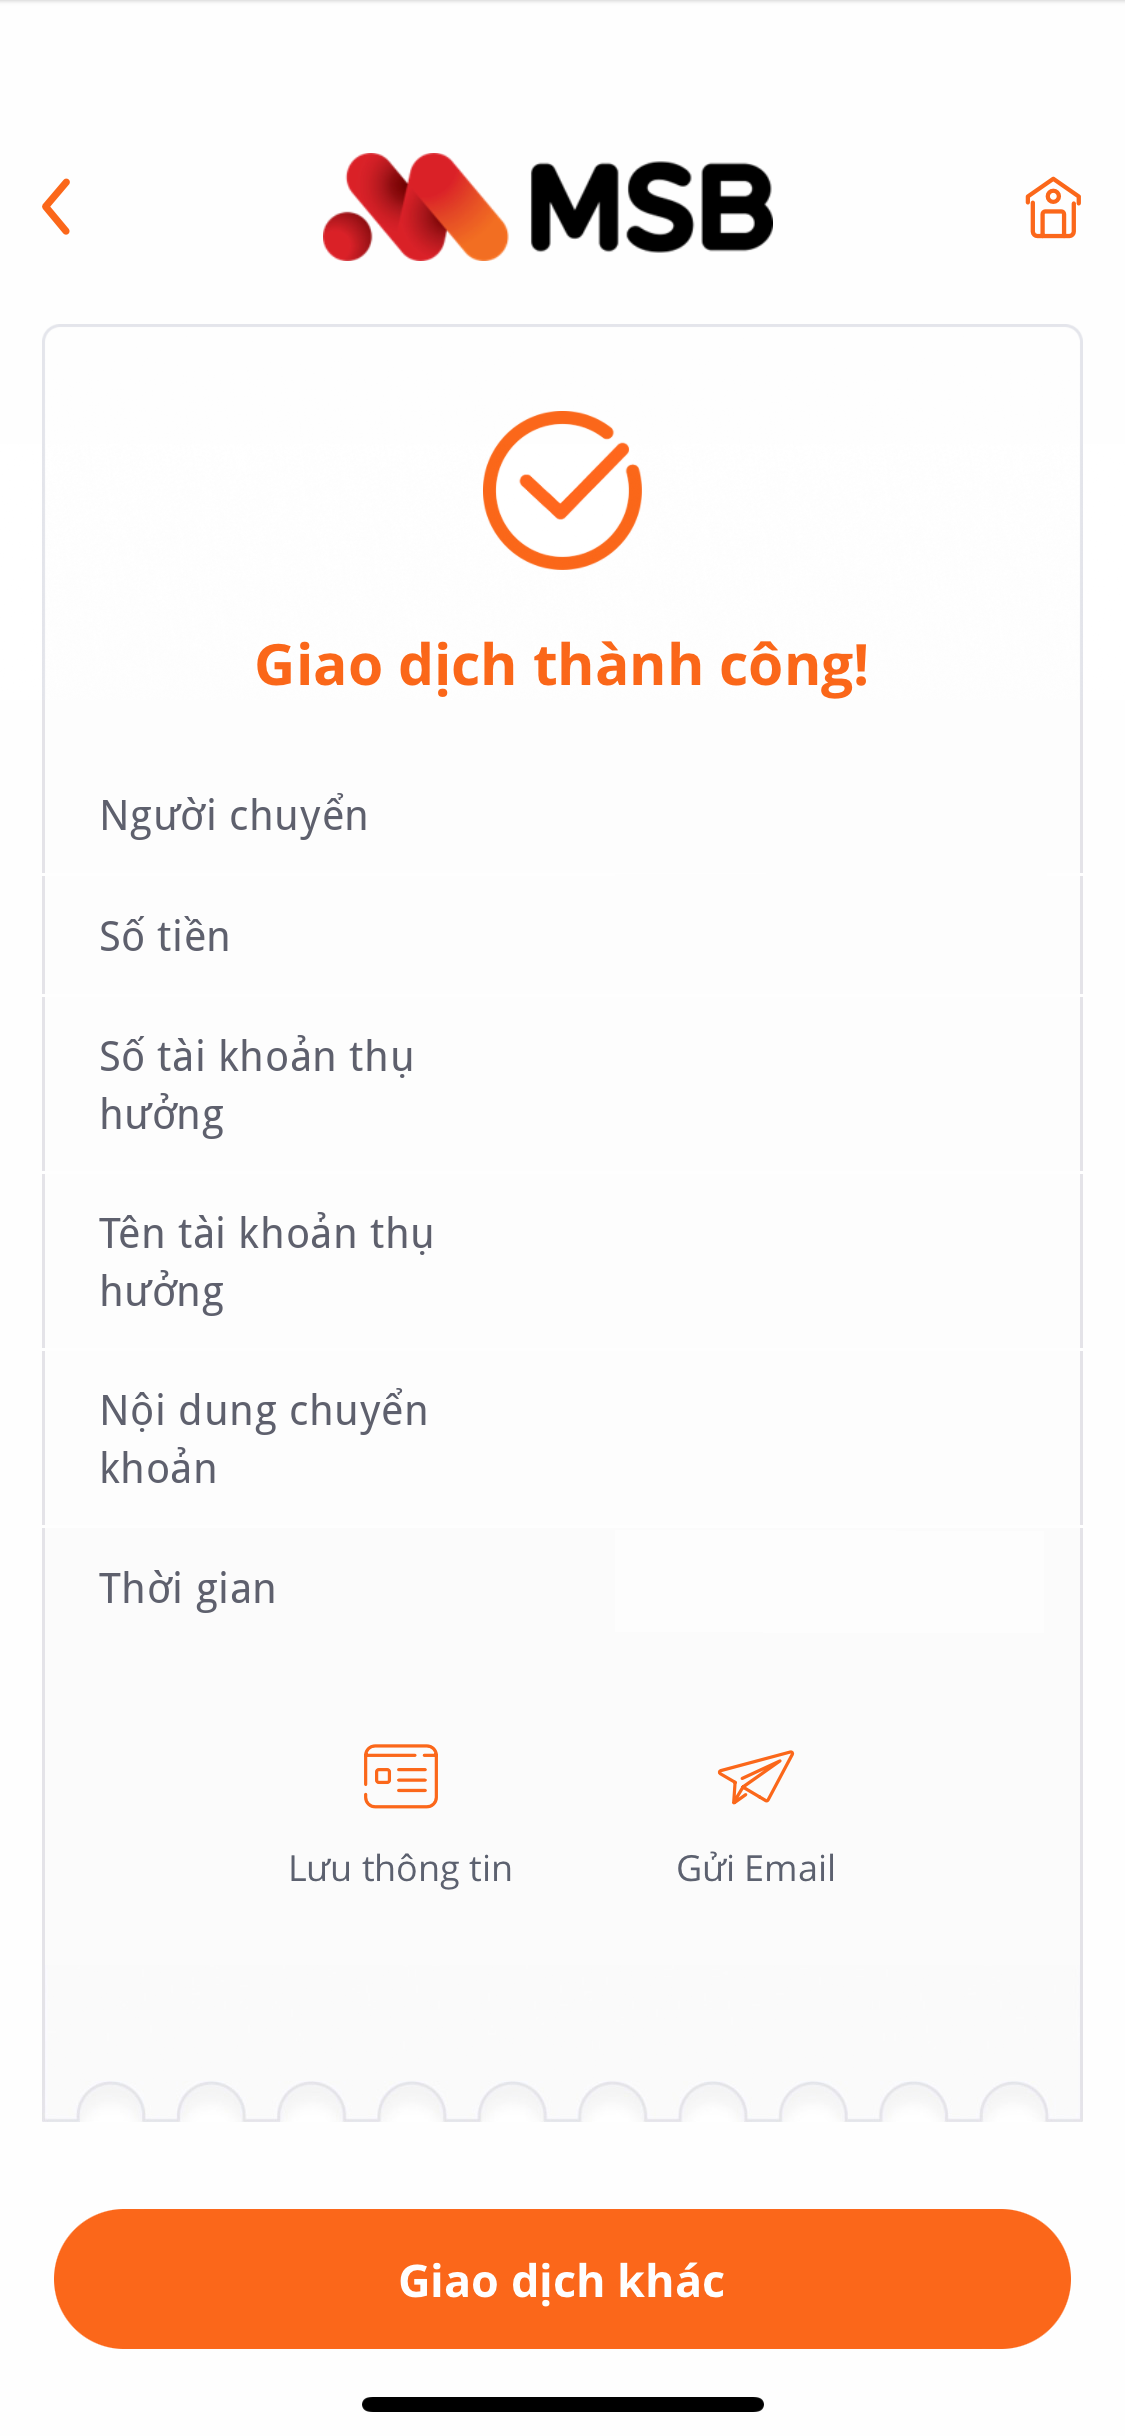 MSB
Giao dịch thành công!
Người chuyển
Số tiền
Số tài khoản thụ
hưởng
Tên tài khoản thụ
hưởng
Nội dung chuyển
khoản
Thời gian
Lưu thông tin
Gửi Email
Giao dịch khác